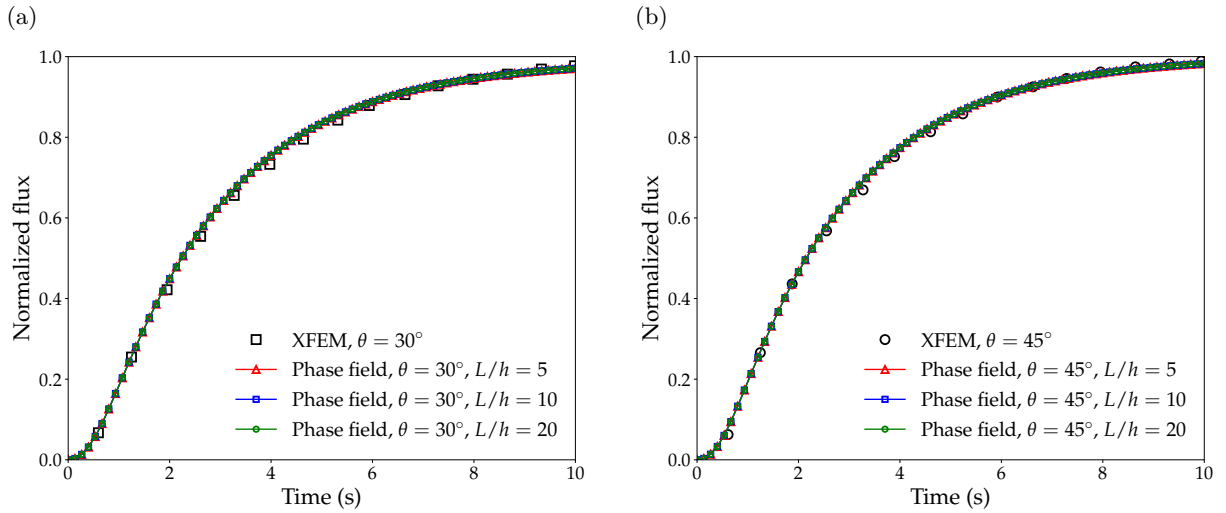 (a)
1.0
0.8
0.6
0.4
0.2
0.0
Normalized flux
0 2 4 6 8 10
Time (s)
XFEM, θ = 30°
Phase field, θ = 30°, L/h = 5
Phase field, θ = 30°, L/h = 10
Phase field, θ = 30°, L/h = 20
(b)
1.0
0.8
0.6
0.4
0.2
0.0
Normalized flux
0 2 4 6 8 10
Time (s)
XFEM, θ = 45°
Phase field, θ = 45°, L/h = 5
Phase field, θ = 45°, L/h = 10
Phase field, θ = 45°, L/h = 20